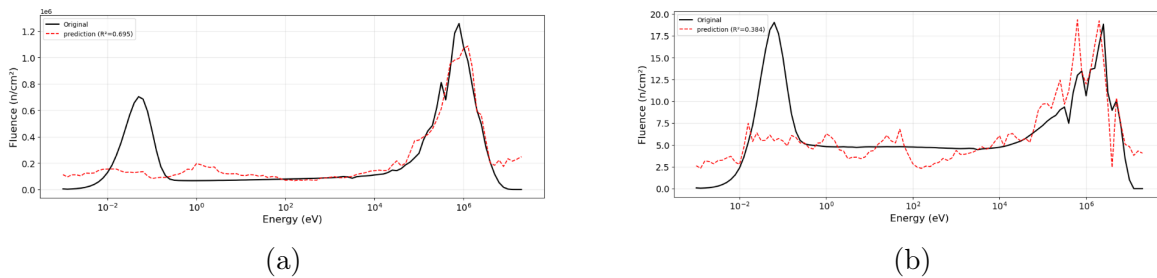 1e6
Original
prediction (R²=0.695)
Fluence (n/cm²)
1.2
1.0
0.8
0.6
0.4
0.2
0.0
10⁻² 10⁰ 10² 10⁴ 10⁶
Energy (eV)
(a)
Original
prediction (R²=0.384)
Fluence (n/cm²)
20.0
17.5
15.0
12.5
10.0
7.5
5.0
2.5
0.0
10⁻² 10⁰ 10² 10⁴ 10⁶
Energy (eV)
(b)